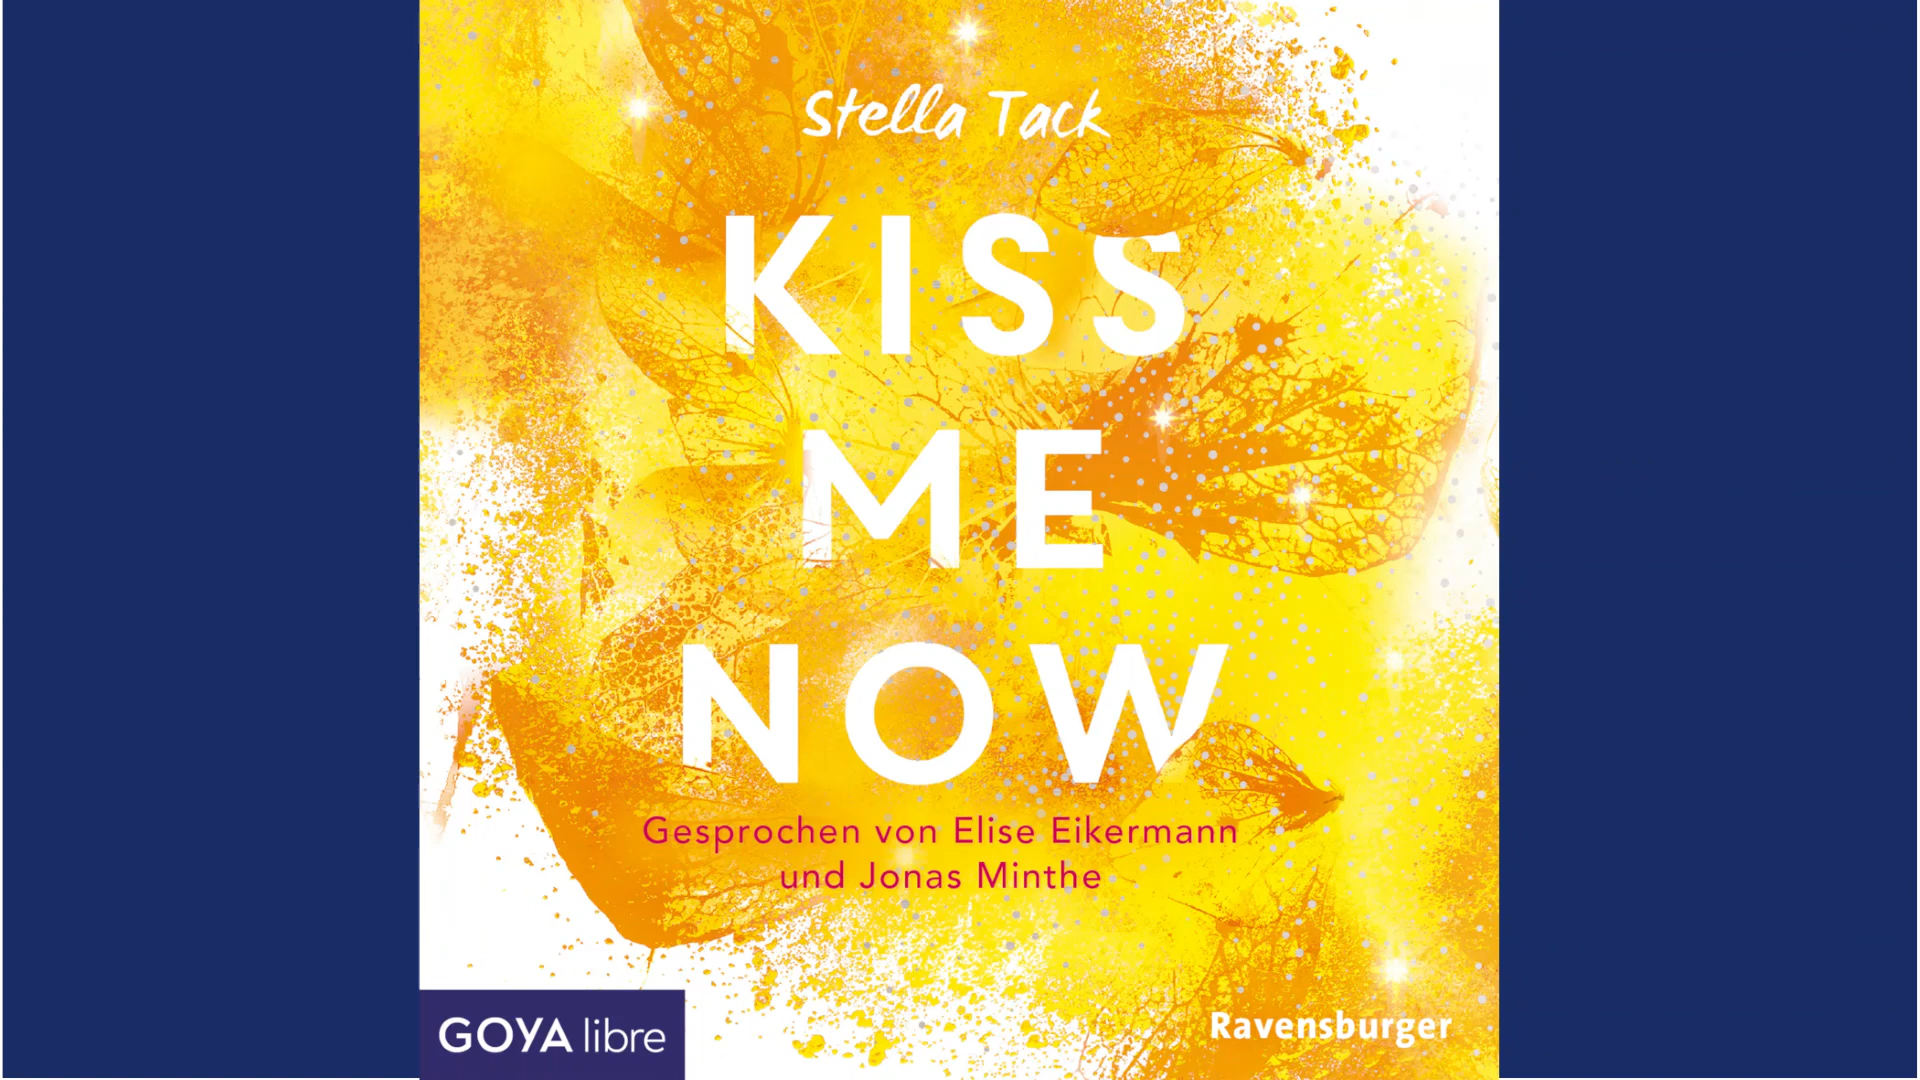 Stella Tack
KISS
ME
NOW
Gesprochen von Elise Eikermann
und Jonas Minthe
GOYA libre
Ravensburger